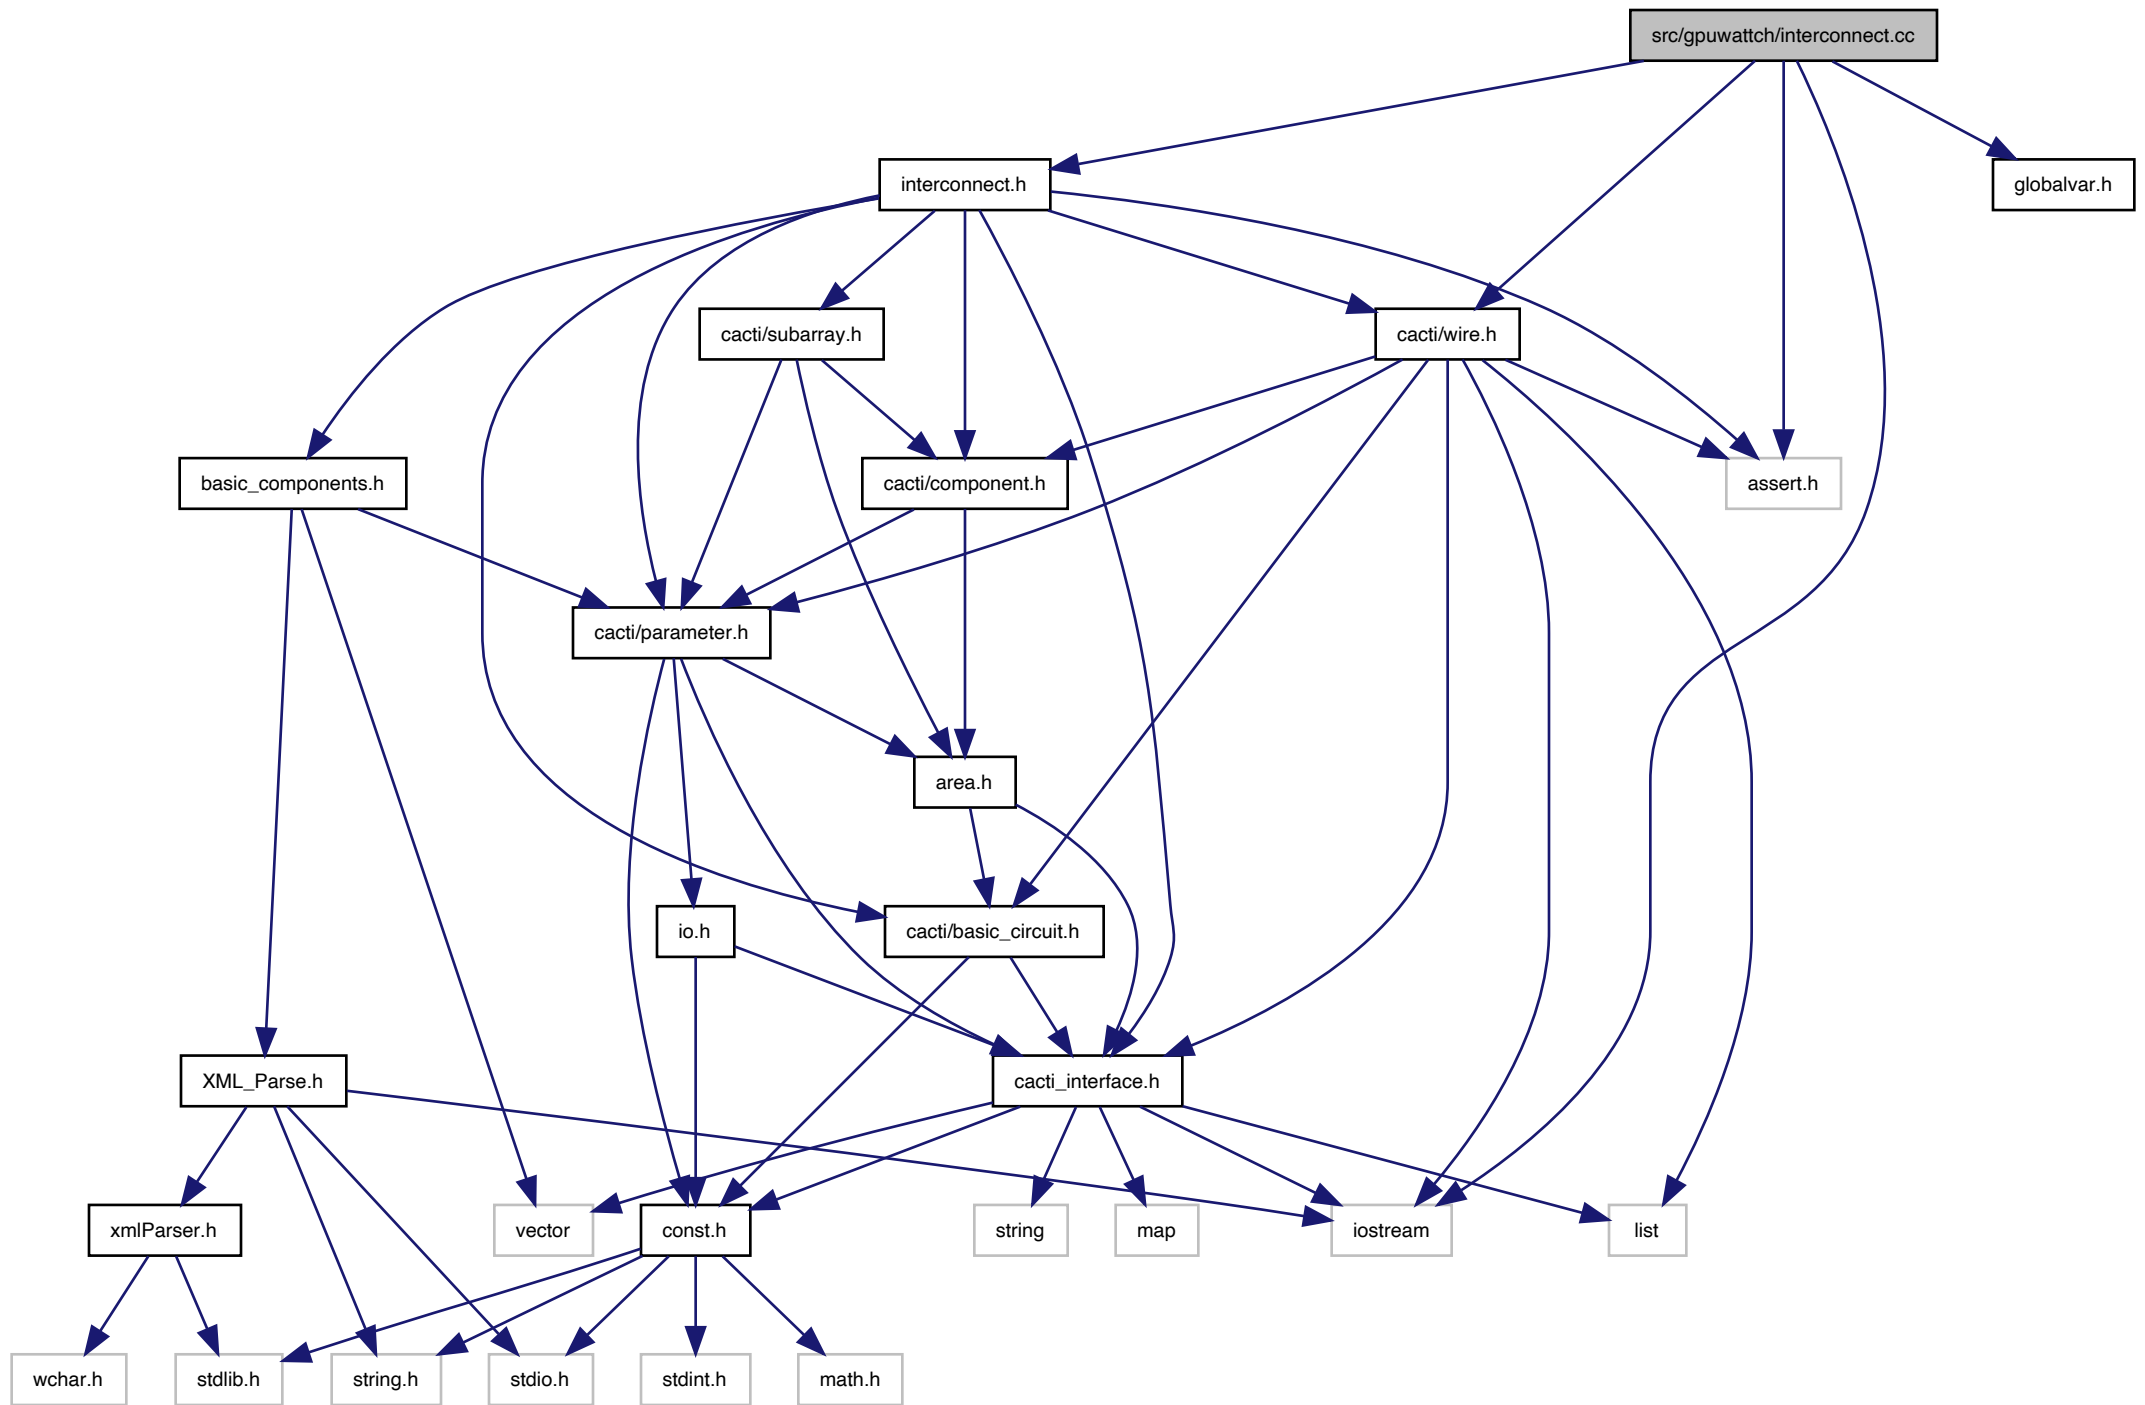 src/gpuwattch/interconnect.cc
interconnect.h
globalvar.h
cacti/subarray.h
cacti/wire.h
basic_components.h
cacti/component.h
assert.h
cacti/parameter.h
area.h
io.h
cacti/basic_circuit.h
XML_Parse.h
cacti_interface.h
xmlParser.h
vector
const.h
string
map
iostream
list
wchar.h
stdlib.h
string.h
stdio.h
stdint.h
math.h